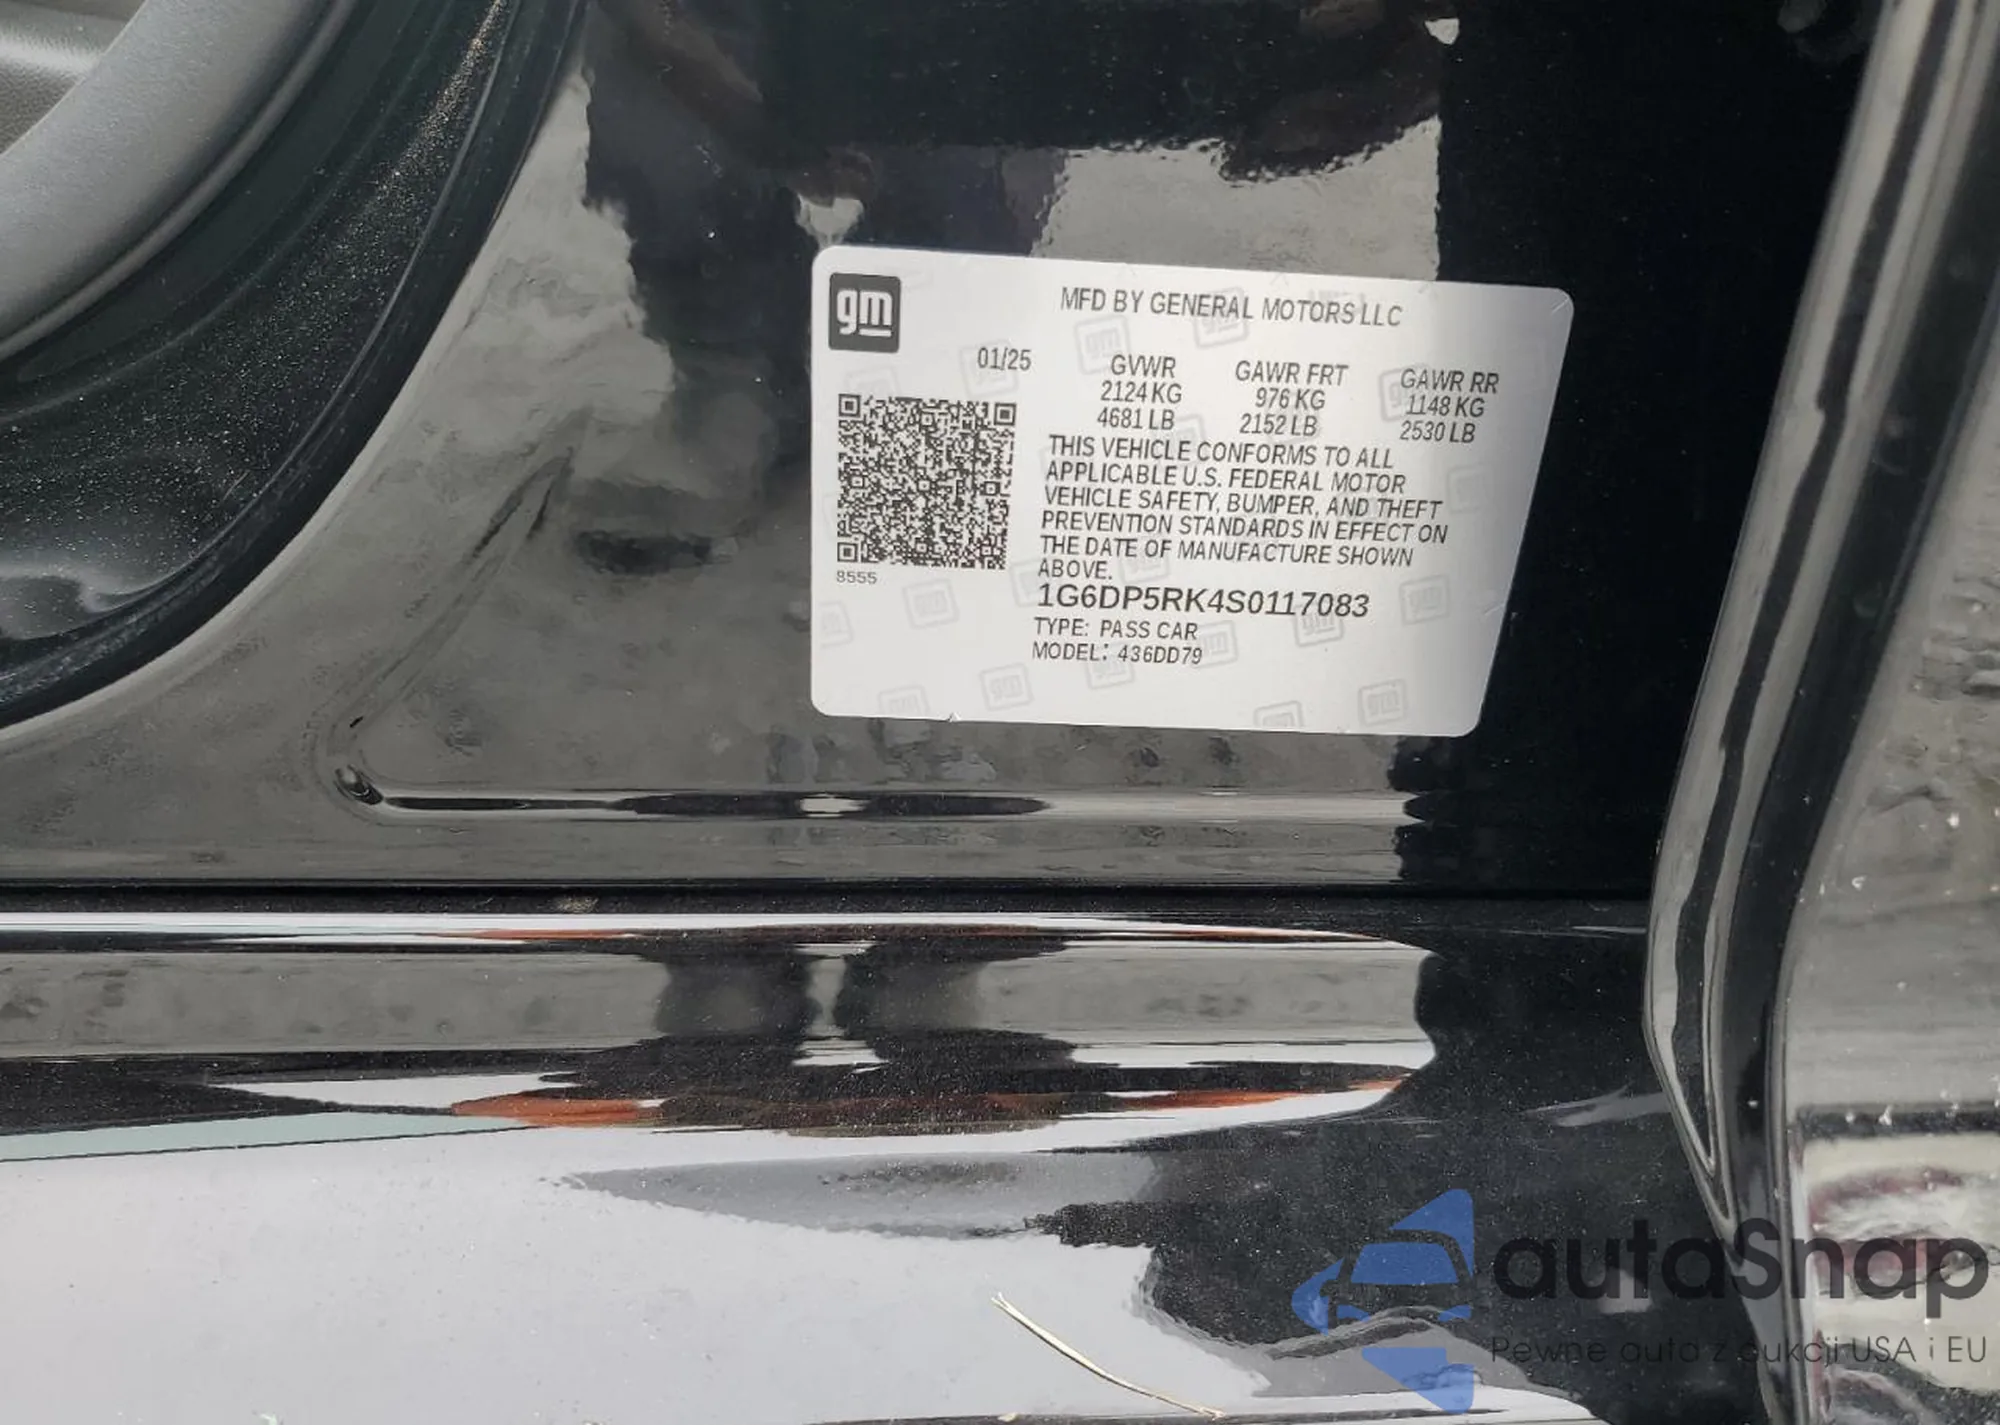 gm
MFD BY GENERAL MOTORS LLC
01/25
GVWR GAWR FRT GAWR RR
2124 KG 976 KG 1148 KG
4681 LB 2152 LB 2530 LB
THIS VEHICLE CONFORMS TO ALL
APPLICABLE U.S. FEDERAL MOTOR
VEHICLE SAFETY, BUMPER, AND THEFT
PREVENTION STANDARDS IN EFFECT ON
THE DATE OF MANUFACTURE SHOWN
ABOVE.
8555
1G6DP5RK4S0117083
TYPE: PASS CAR
MODEL: 436DD79
autaSnap
Pewne auta z aukcji USA i EU